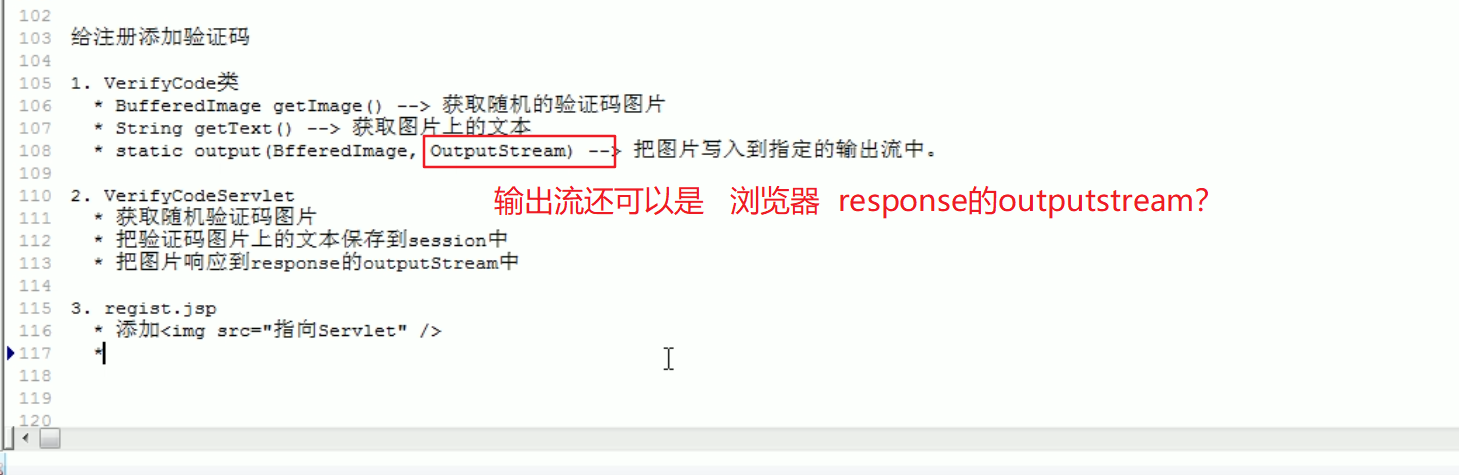 102
103 给注册添加验证码
104
105 1. VerifyCode类
106 * BufferedImage getImage() --> 获取随机的验证码图片
107 * String getText() --> 获取图片上的文本
108 * static output(BfferedImage, OutputStream) --> 把图片写入到指定的输出流中。
109
110 2. VerifyCodeServlet
输出流还可以是 浏览器 response的outputstream?
111 * 获取随机验证码图片
112 * 把验证码图片上的文本保存到session中
113 * 把图片响应到response的outputStream中
114
115 3. regist.jsp
116 * 添加<img src="指向Servlet" />
117 *
118
119
120